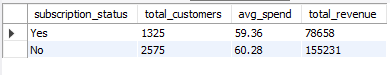 subscription_status total_customers avg_spend total_revenue
Yes 1325 59.36 78658
No 2575 60.28 155231